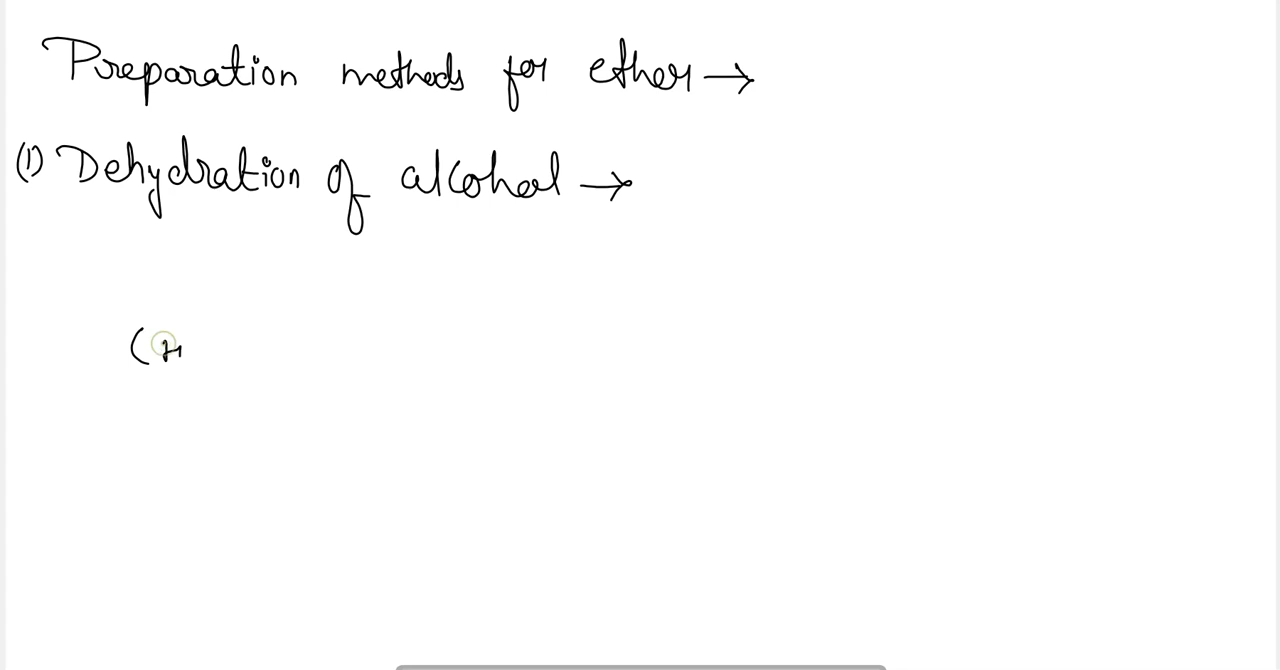 Preparation methods for ether →
(1) Dehydration of alcohol →
(